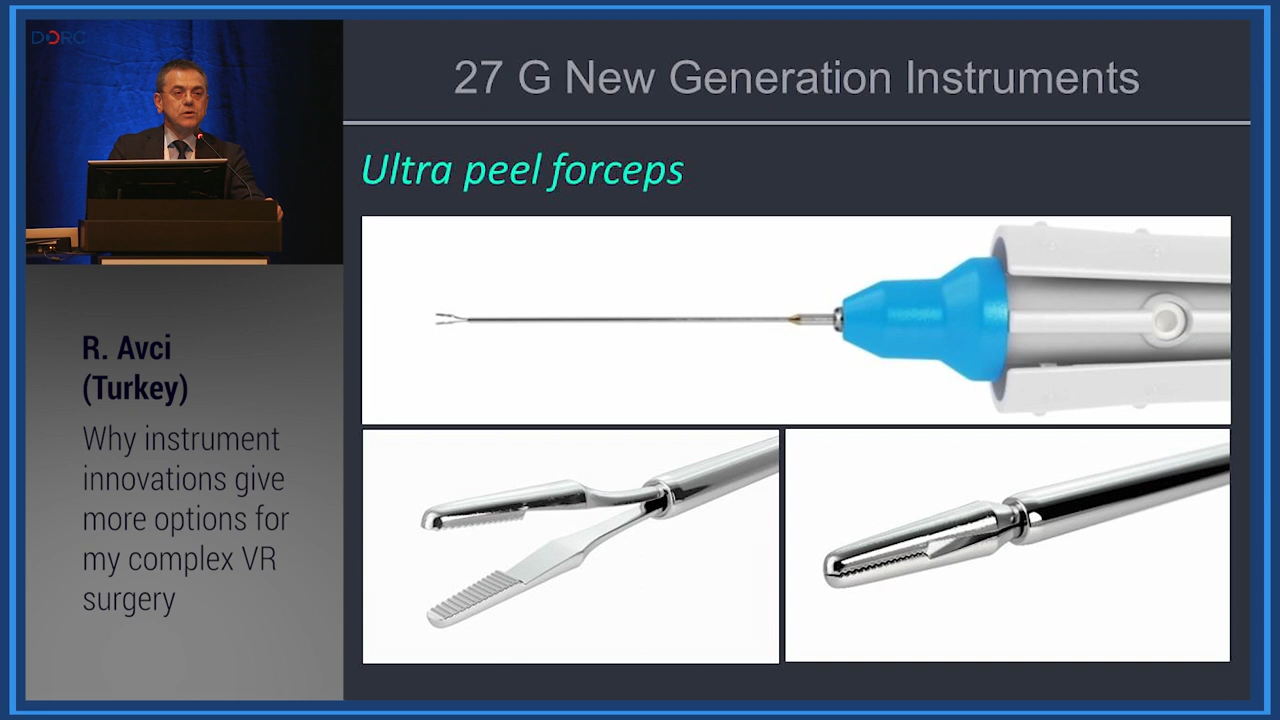 DORC
27 G New Generation Instruments
Ultra peel forceps
R. Avci
(Turkey)
Why instrument
innovations give
more options for
my complex VR
surgery